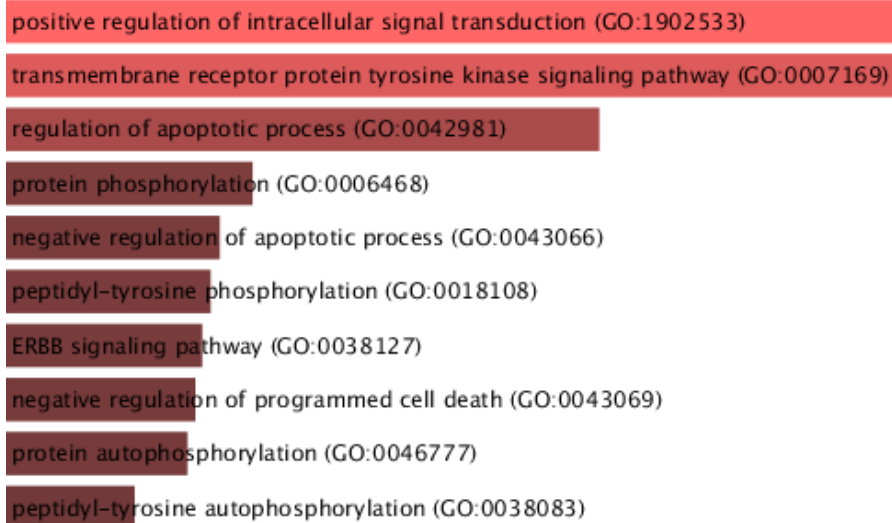 positive regulation of intracellular signal transduction (GO:1902533)
transmembrane receptor protein tyrosine kinase signaling pathway (GO:0007169)
regulation of apoptotic process (GO:0042981)
protein phosphorylation (GO:0006468)
negative regulation of apoptotic process (GO:0043066)
peptidyl-tyrosine phosphorylation (GO:0018108)
ERBB signaling pathway (GO:0038127)
negative regulation of programmed cell death (GO:0043069)
protein autophosphorylation (GO:0046777)
peptidyl-tyrosine autophosphorylation (GO:0038083)